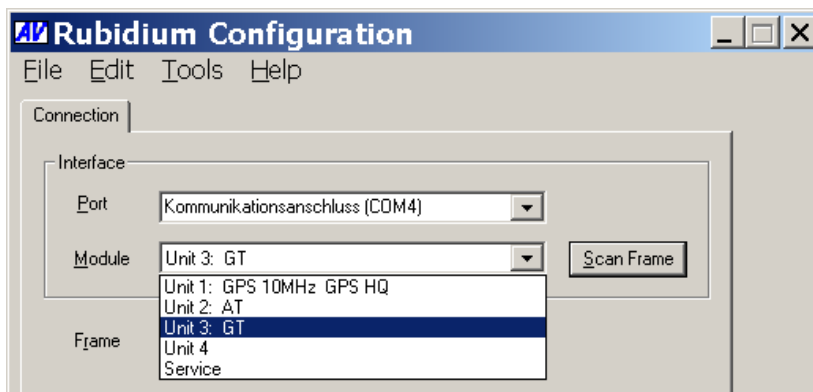 AV Rubidium Configuration
File Edit Tools Help
Connection
Interface
Port Kommunikationsanschluss (COM4)
Module Unit 3: GT Scan Frame
Unit 1: GPS 10MHz GPS HQ
Unit 2: AT
Unit 3: GT
Frame
Unit 4
Service